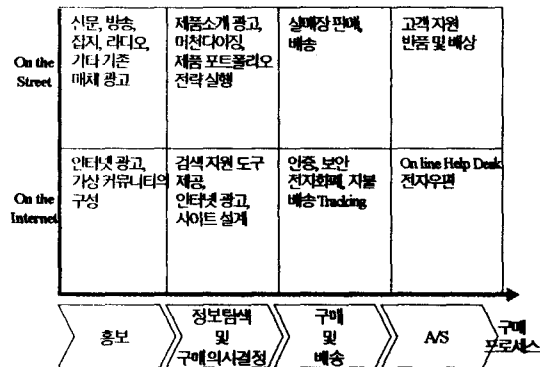 신문, 방송,
잡지, 라디오,
기타 기존
매체 광고
제품소개 광고,
머천다이징,
제품 포트폴리오
전략 실행
실매장 판매,
배송
고객 지원
반품 및 배상
On the
Street
인터넷 광고,
가상 커뮤니티의
구성
검색 지원 도구
제공,
인터넷 광고,
사이트 설계
인증, 보안
전자화폐, 지불
배송 Tracking
On line Help Desk
전자우편
On the
Internet
홍보
정보탐색
및
구매의사결정
구매
및
배송
A/S
구매
프로세스